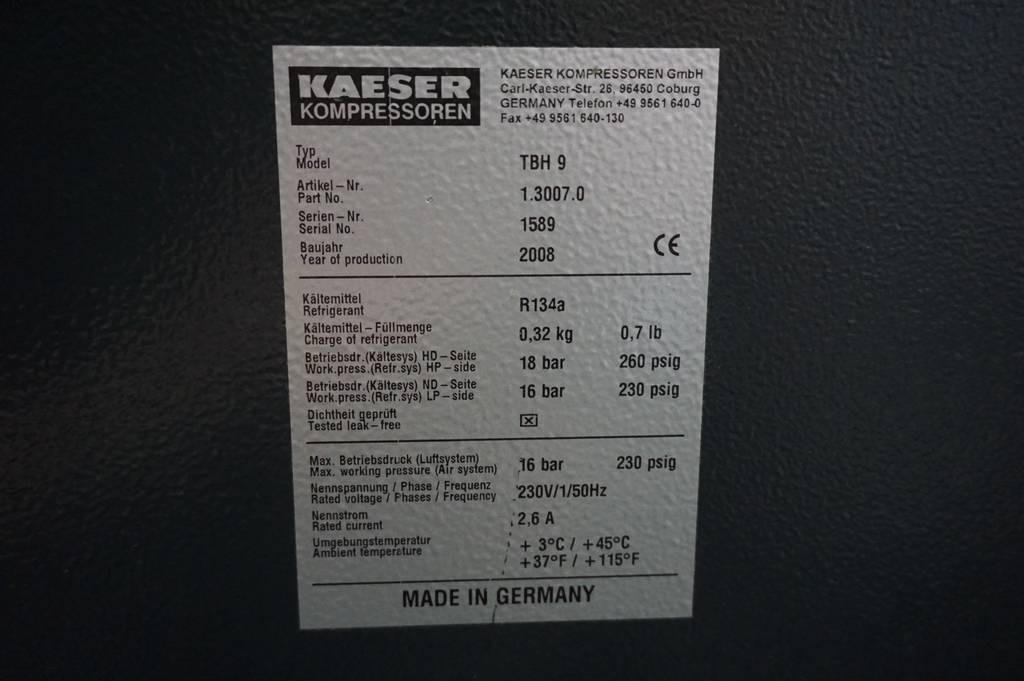 KAESER
KOMPRESSOREN
KAESER KOMPRESSOREN GmbH
Carl-Kaeser-Str. 26, 96450 Coburg
GERMANY Telefon +49 9561 640-0
Fax +49 9561 640-130
Typ
Model TBH 9
Artikel – Nr.
Part No. 1.3007.0
Serien – Nr.
Serial No. 1589
Baujahr
Year of production 2008 CE
Kältemittel
Refrigerant R134a
Kältemittel – Füllmenge
Charge of refrigerant 0,32 kg 0,7 lb
Betriebsdr.(Kältesys) HD – Seite
Work.press.(Refr.sys) HP – side 18 bar 260 psig
Betriebsdr.(Kältesys) ND – Seite
Work.press.(Refr.sys) LP – side 16 bar 230 psig
Dichtheit geprüft
Tested leak – free ☒
Max. Betriebsdruck (Luftsystem)
Max. working pressure (Air system) 16 bar 230 psig
Nennspannung / Phase / Frequenz
Rated voltage / Phases / Frequency 230V/1/50Hz
Nennstrom
Rated current 2,6 A
Umgebungstemperatur + 3°C / +45°C
Ambient temperature +37°F / +115°F
MADE IN GERMANY